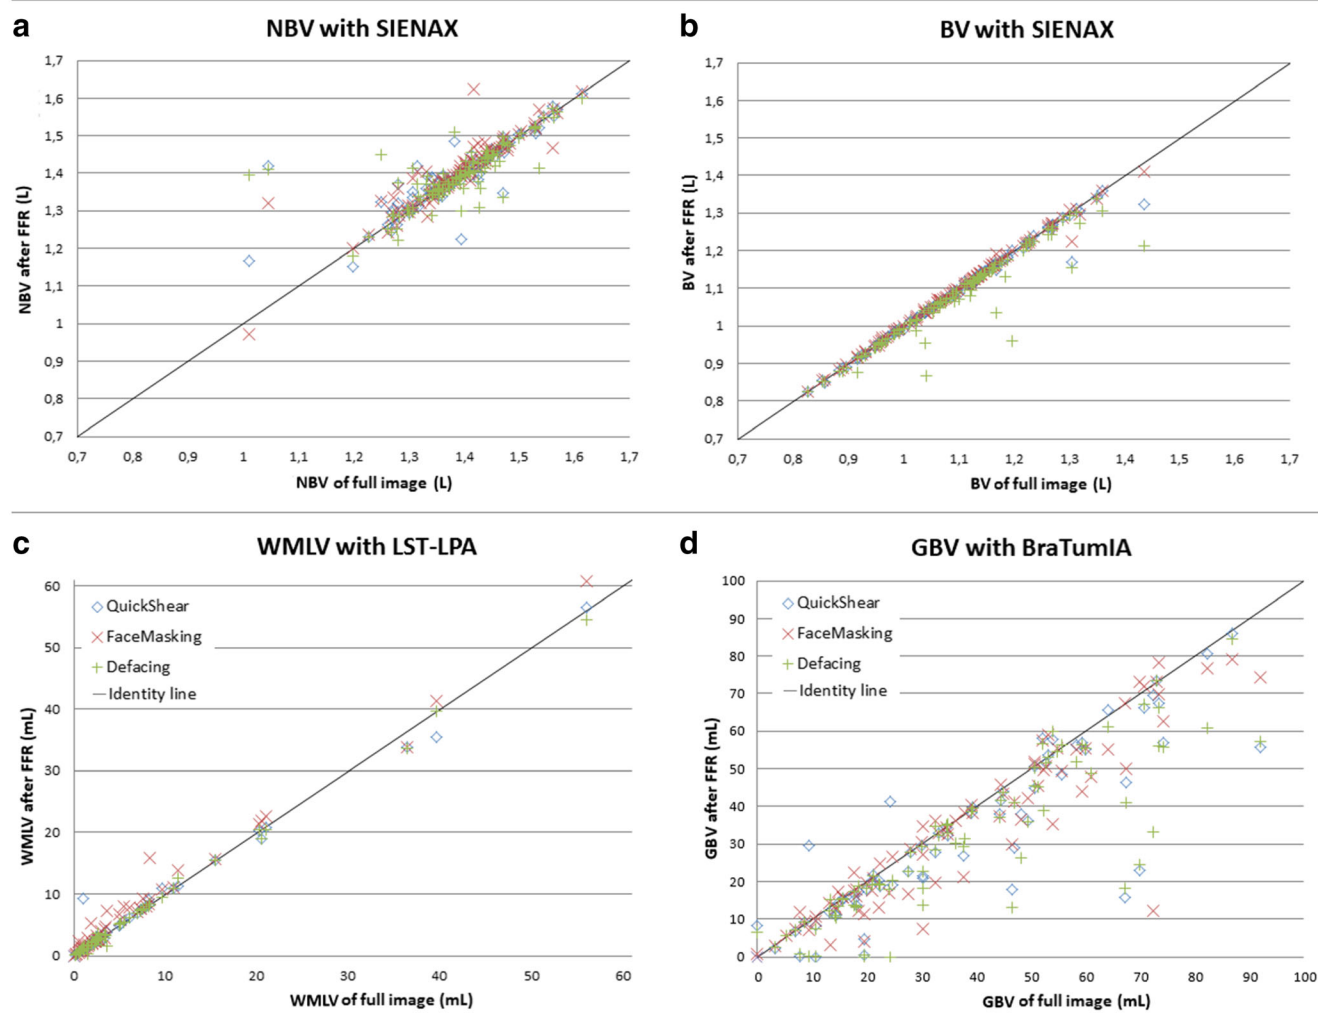 a
NBV with SIENAX
1,7
1,6
1,5
1,4
1,3
1,2
1,1
1
0,9
0,8
0,7
NBV after FFR (L)
0,7 0,8 0,9 1 1,1 1,2 1,3 1,4 1,5 1,6 1,7
NBV of full image (L)
b
BV with SIENAX
1,7
1,6
1,5
1,4
1,3
1,2
1,1
1
0,9
0,8
0,7
BV after FFR (L)
0,7 0,8 0,9 1 1,1 1,2 1,3 1,4 1,5 1,6 1,7
BV of full image (L)
c
WMLV with LST-LPA
60
50
40
30
20
10
0
WMLV after FFR (mL)
QuickShear
FaceMasking
Defacing
Identity line
0 10 20 30 40 50 60
WMLV of full image (mL)
d
GBV with BraTumIA
100
90
80
70
60
50
40
30
20
10
0
GBV after FFR (mL)
QuickShear
FaceMasking
Defacing
Identity line
0 10 20 30 40 50 60 70 80 90 100
GBV of full image (mL)